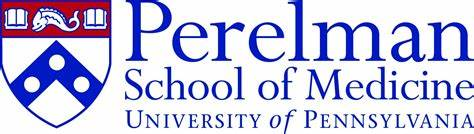 Perelman
School of Medicine
UNIVERSITY of PENNSYLVANIA